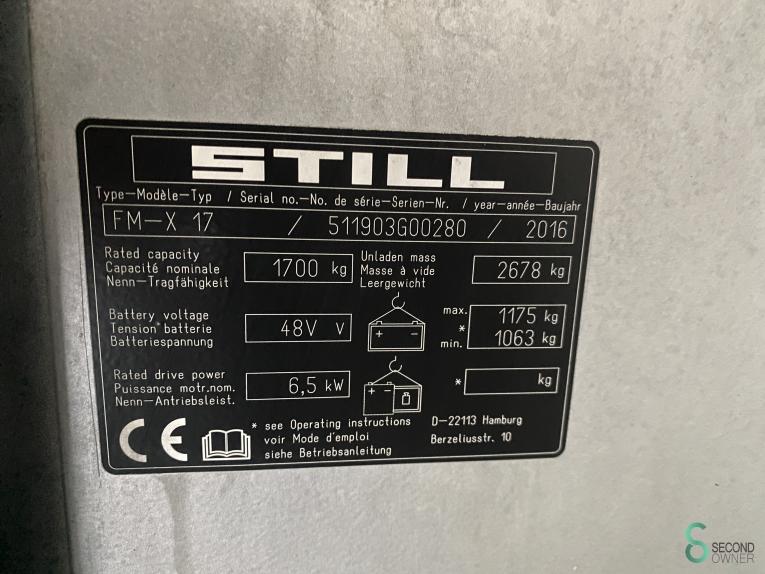 STILL
Type-Modèle-Typ / Serial no.-No. de série-Serien-Nr. / year-année-Baujahr
FM-X 17 / 511903G00280 / 2016
Rated capacity
Capacité nominale
Nenn-Tragfähigkeit
1700 kg
Unladen mass
Masse à vide
Leergewicht
2678 kg
Battery voltage
Tension batterie
Batteriespannung
48V V
+ -
max. 1175 kg
*
min. 1063 kg
Rated drive power
Puissance motr.nom.
Nenn-Antriebsleist.
6,5 kW
+ -
* kg
CE
* see Operating instructions
voir Mode d'emploi
siehe Betriebsanleitung
D-22113 Hamburg
Berzeliusstr. 10
SECOND
OWNER